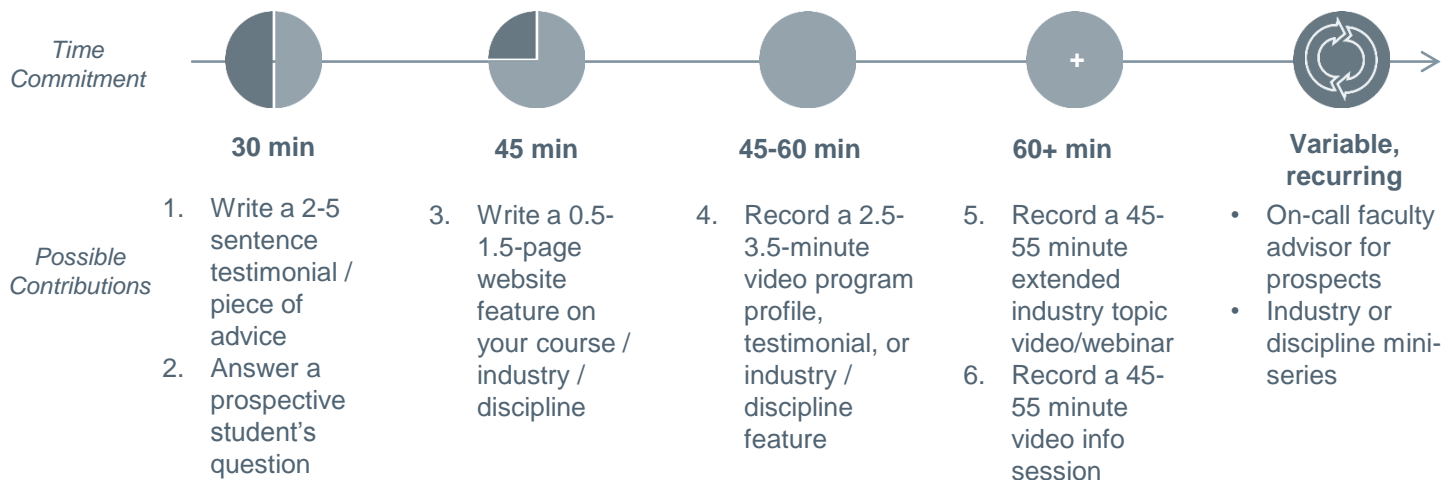 Time
Commitment
+
30 min
45 min
45-60 min
60+ min
Variable,
recurring
Possible
Contributions
1. Write a 2-5
sentence
testimonial /
piece of
advice
2. Answer a
prospective
student’s
question
3. Write a 0.5-
1.5-page
website
feature on
your course /
industry /
discipline
4. Record a 2.5-
3.5-minute
video program
profile,
testimonial, or
industry /
discipline
feature
5. Record a 45-
55 minute
extended
industry topic
video/webinar
6. Record a 45-
55 minute
video info
session
• On-call faculty
advisor for
prospects
• Industry or
discipline mini-
series